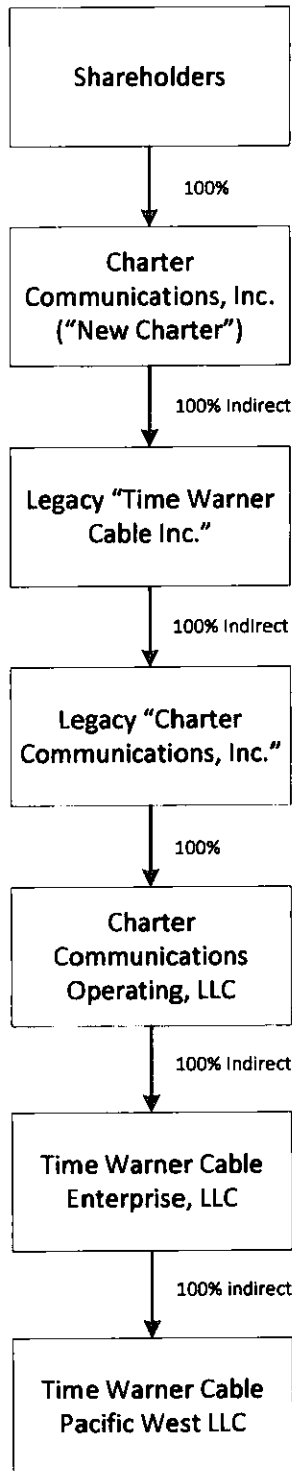 Shareholders
100%
Charter
Communications, Inc.
(“New Charter”)
100% Indirect
Legacy “Time Warner
Cable Inc.”
100% Indirect
Legacy “Charter
Communications, Inc.”
100%
Charter
Communications
Operating, LLC
100% Indirect
Time Warner Cable
Enterprise, LLC
100% indirect
Time Warner Cable
Pacific West LLC